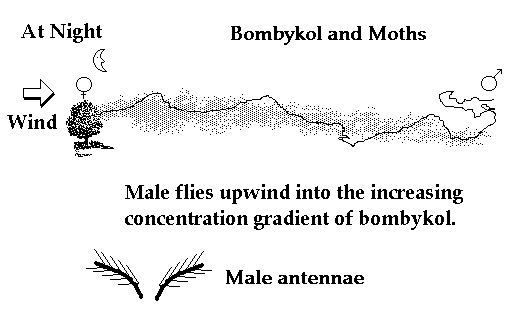 At Night
Bombykol and Moths
Wind
Male flies upwind into the increasing
concentration gradient of bombykol.
Male antennae